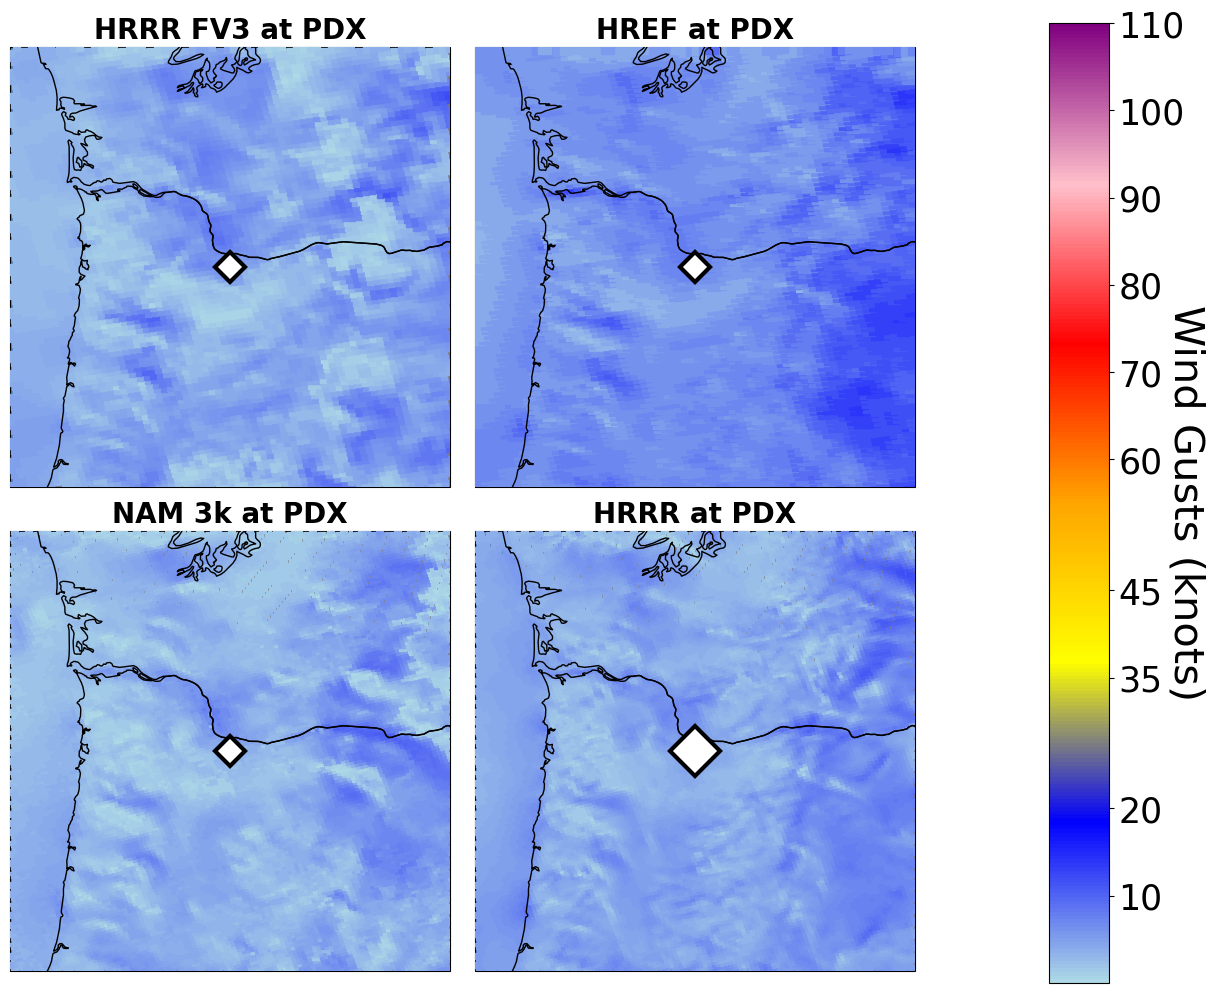 HRRR FV3 at PDX
HREF at PDX
NAM 3k at PDX
HRRR at PDX
110
100
90
80
70
60
45
35
20
10
Wind Gusts (knots)